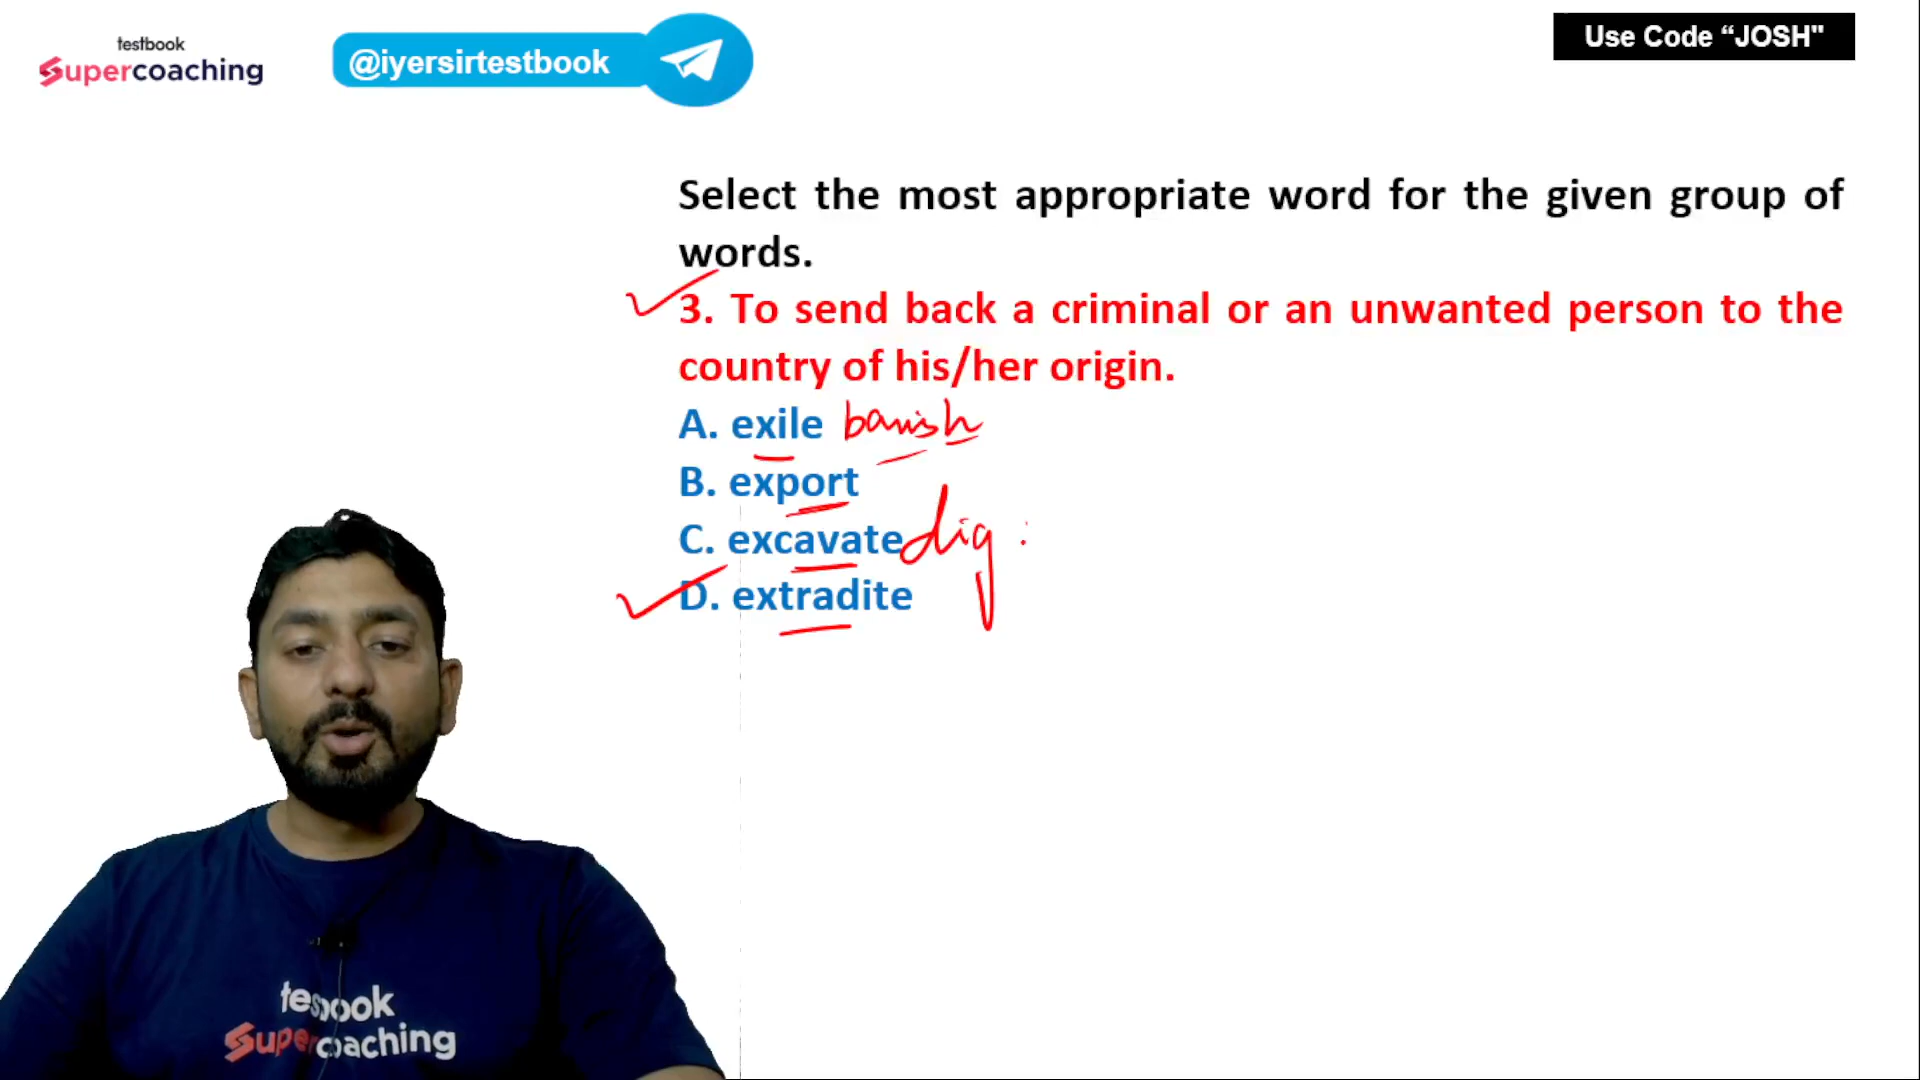 testbook
Supercoaching
@iyersirtestbook
Use Code “JOSH"
Select the most appropriate word for the given group of
words.
3. To send back a criminal or an unwanted person to the
country of his/her origin.
A. exile banish
B. export
C. excavate dig :
D. extradite
testbook
Supercoaching